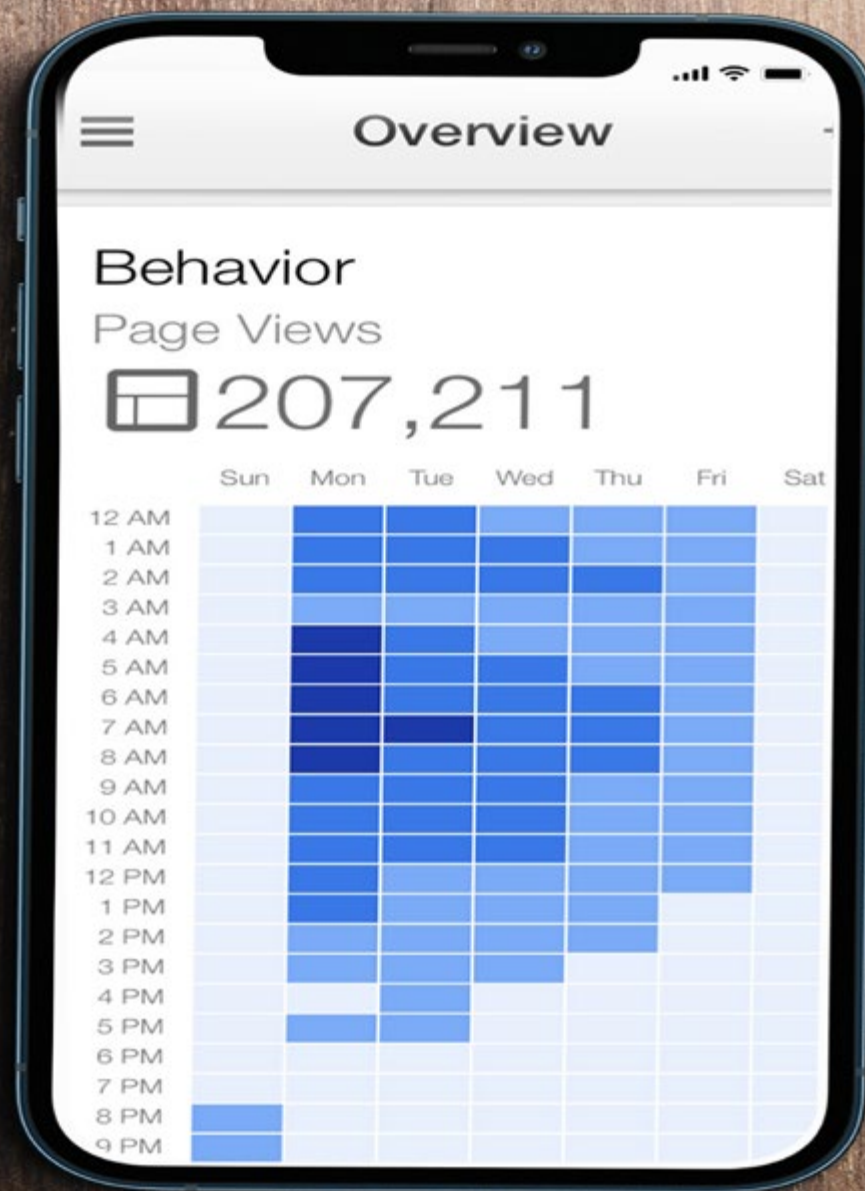 Overview
Behavior
Page Views
207,211
Sun Mon Tue Wed Thu Fri Sat
12 AM
1 AM
2 AM
3 AM
4 AM
5 AM
6 AM
7 AM
8 AM
9 AM
10 AM
11 AM
12 PM
1 PM
2 PM
3 PM
4 PM
5 PM
6 PM
7 PM
8 PM
9 PM